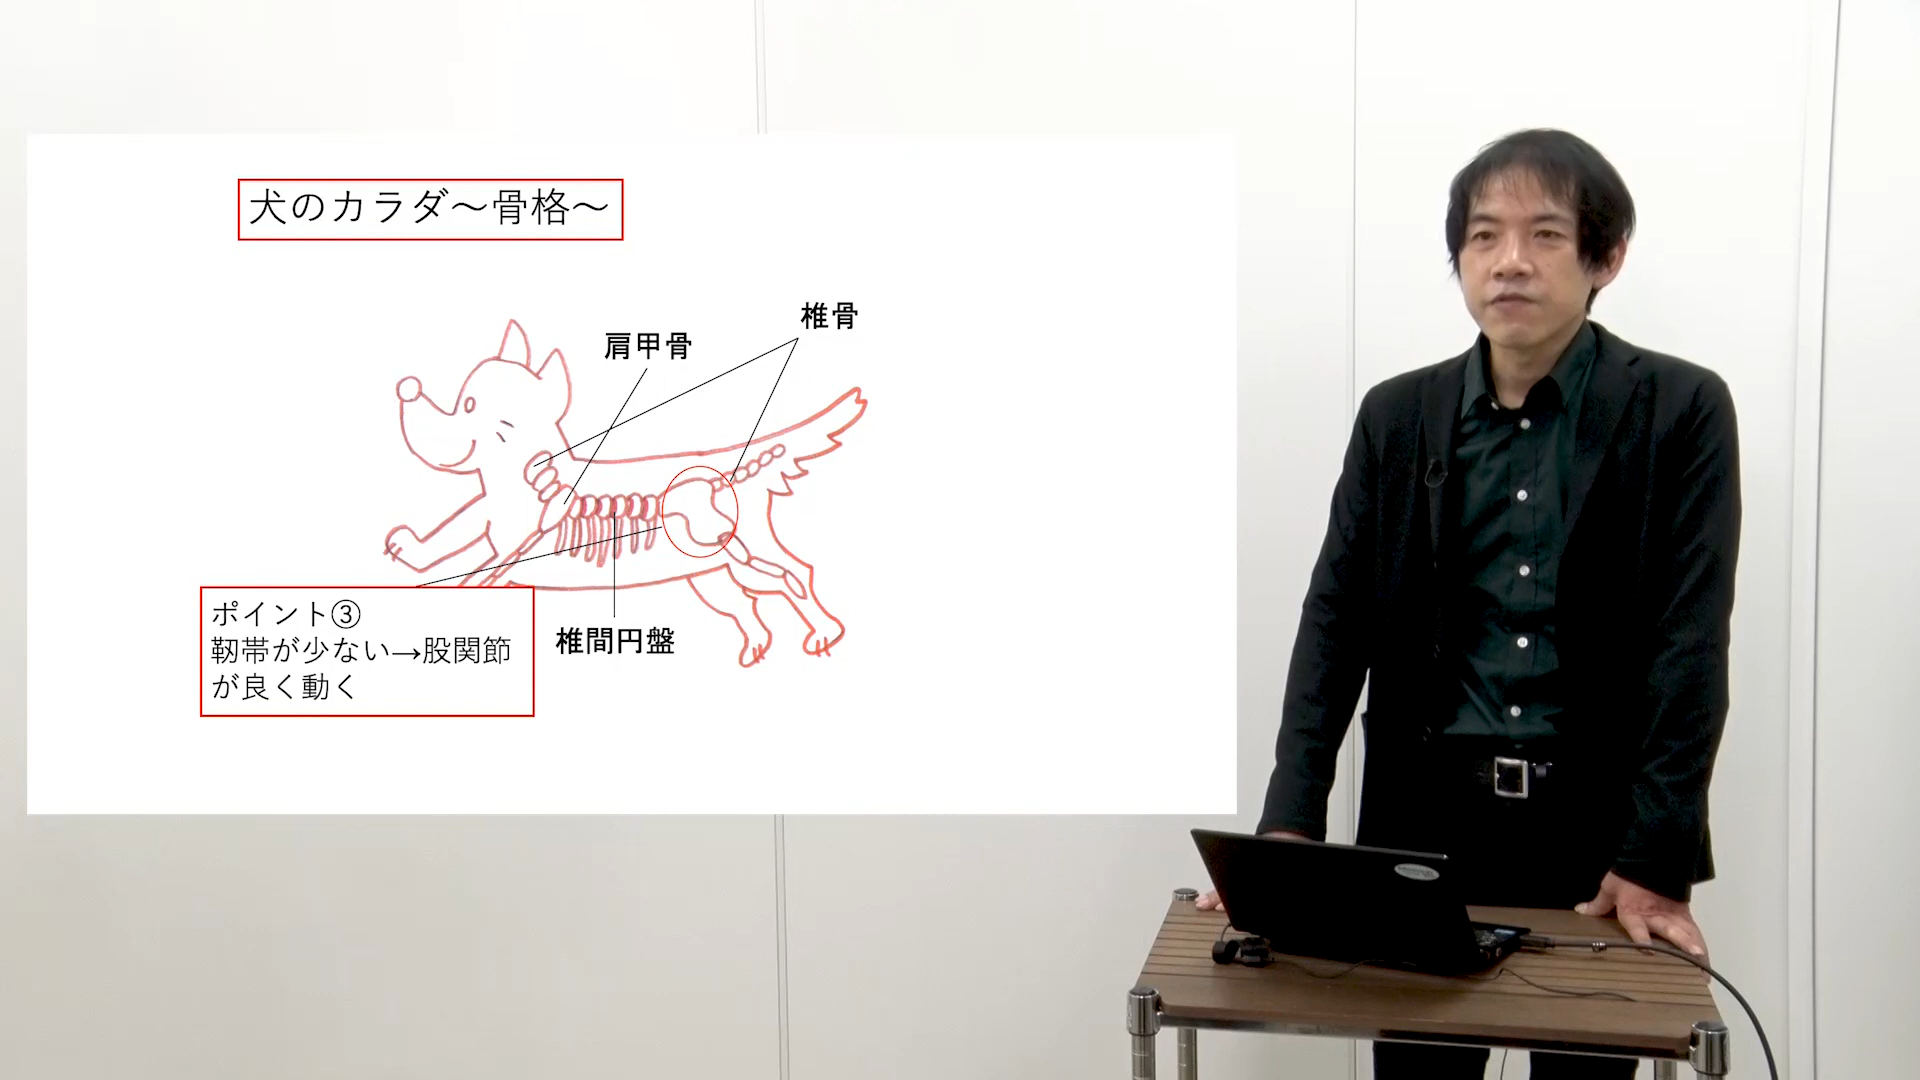 犬のカラダ～骨格～
椎骨
肩甲骨
ポイント③
靭帯が少ない→股関節
が良く動く
椎間円盤